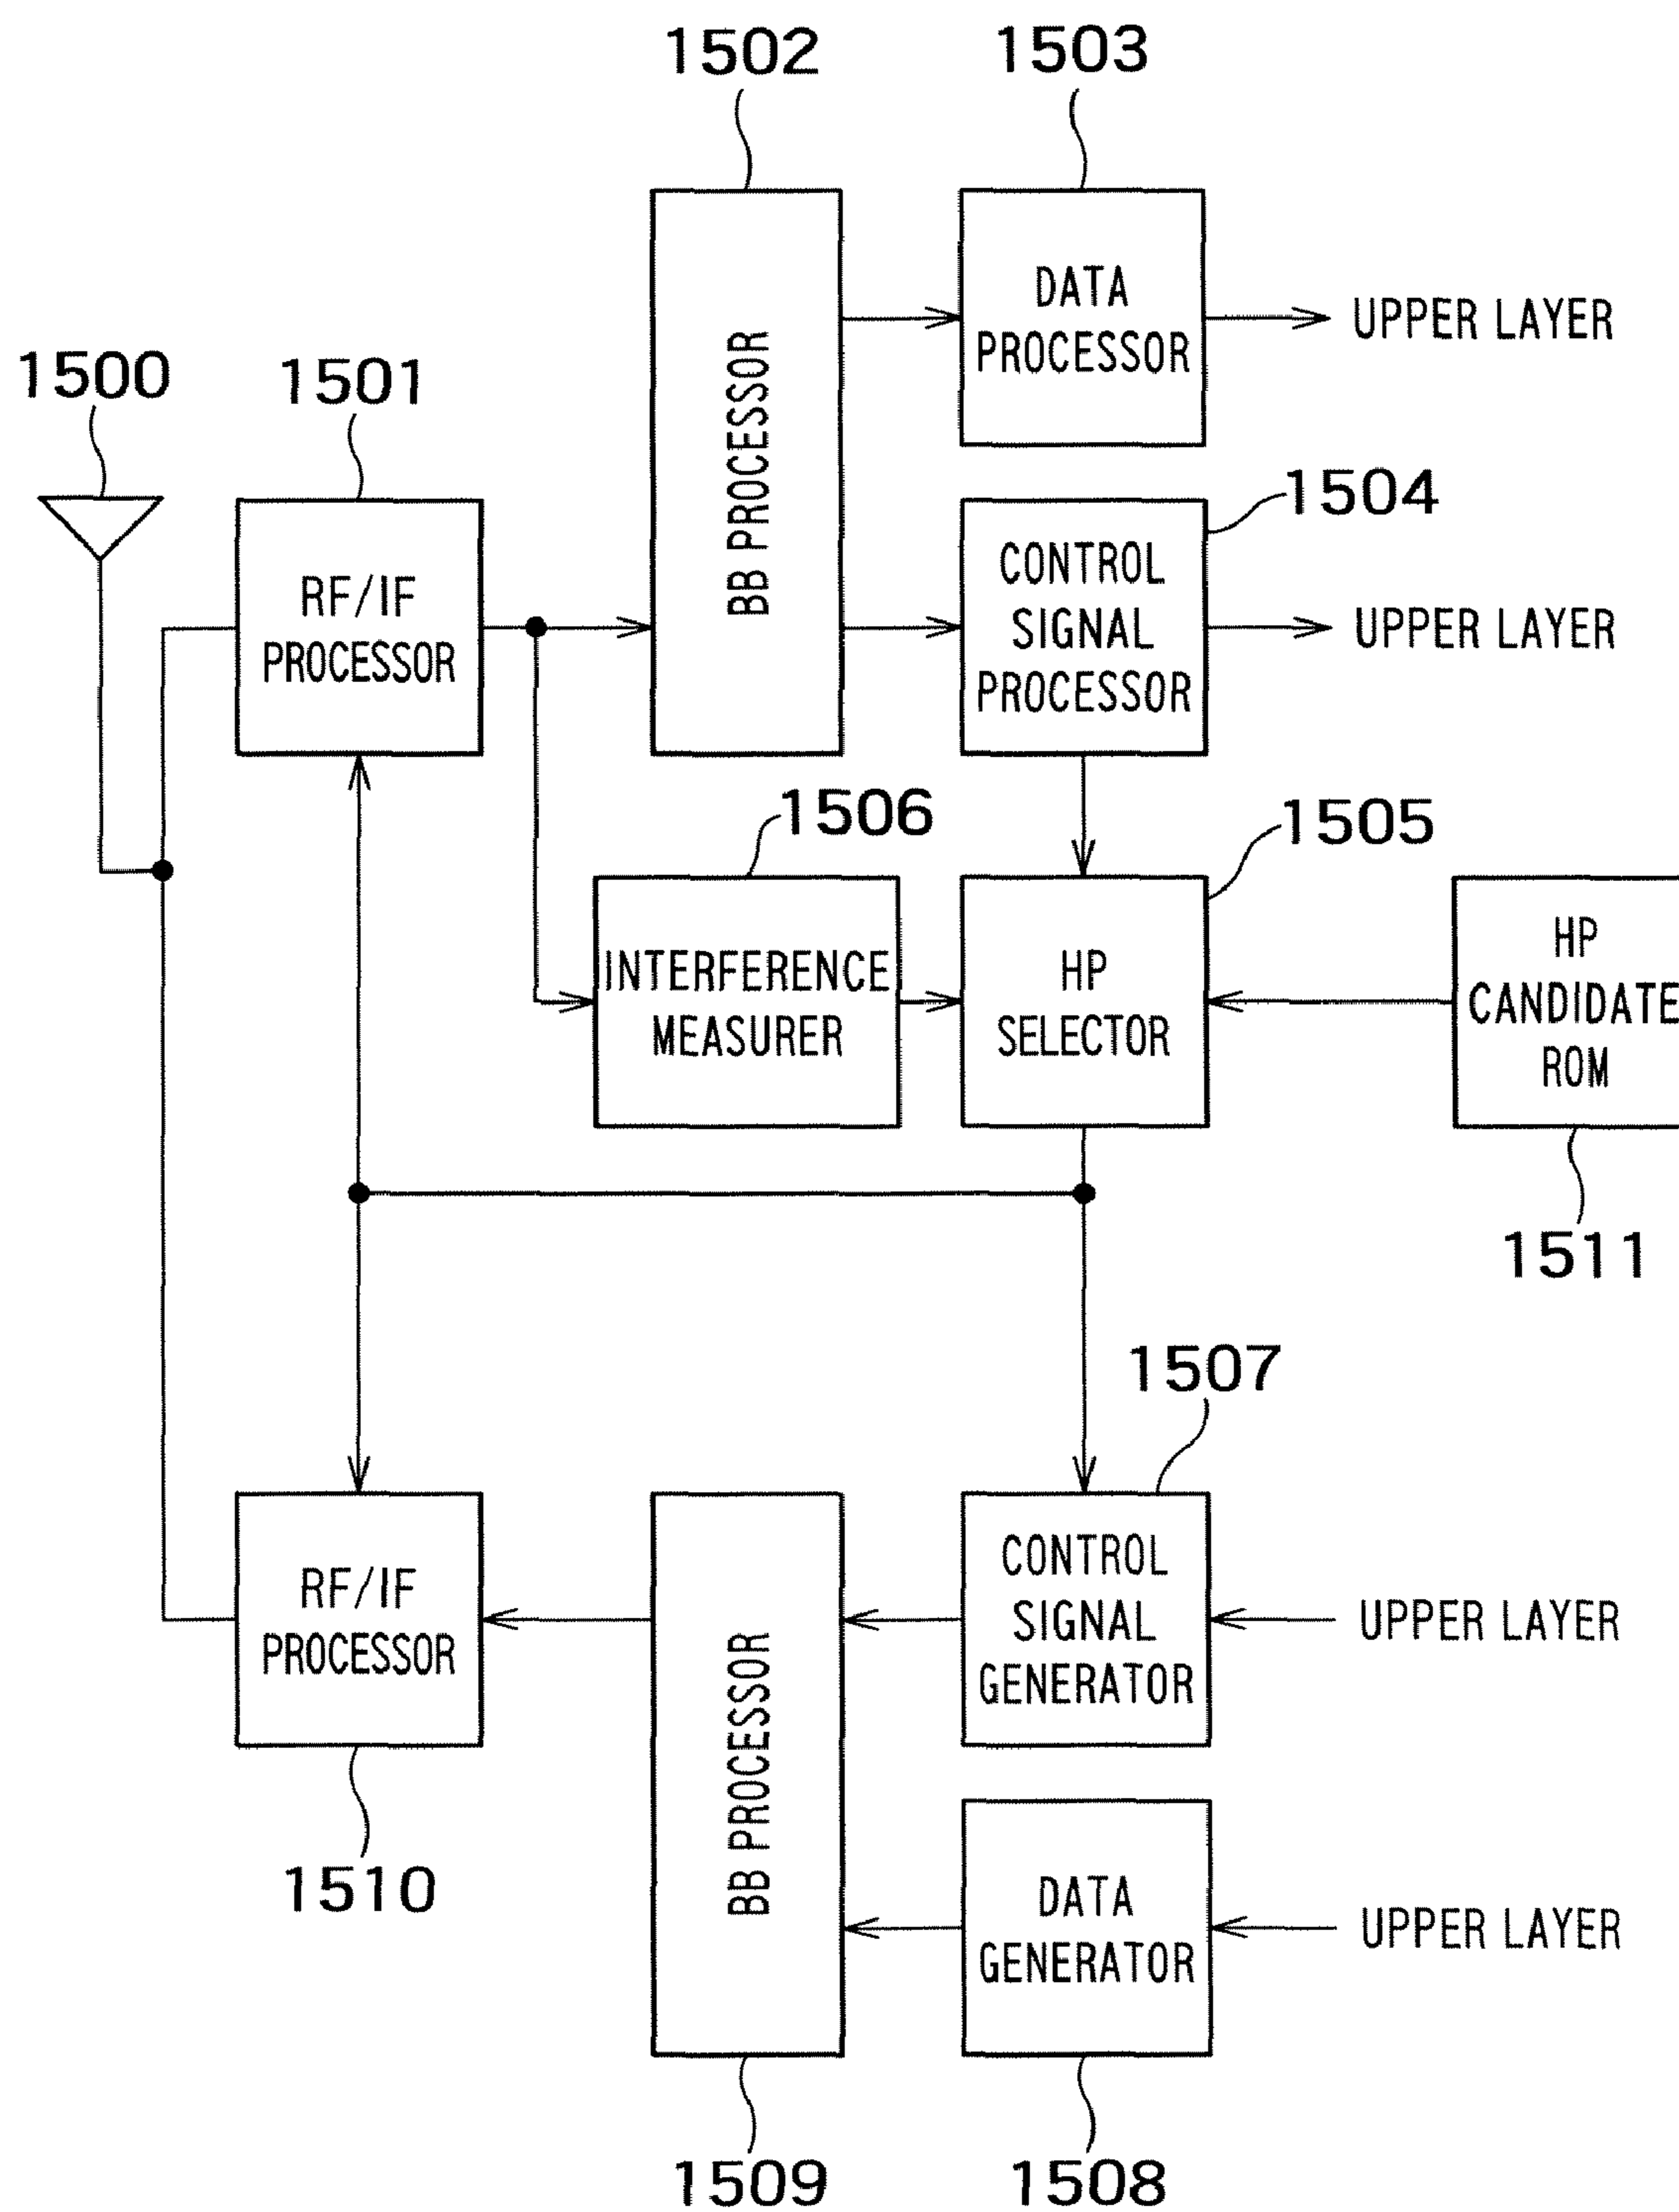 1502
1503
DATA
PROCESSOR
UPPER LAYER
1500
1501
BB PROCESSOR
1504
RF/IF
PROCESSOR
CONTROL
SIGNAL
PROCESSOR
UPPER LAYER
1506
1505
INTERFERENCE
MEASURER
HP
SELECTOR
HP
CANDIDATE
ROM
1511
1507
RF/IF
PROCESSOR
BB PROCESSOR
CONTROL
SIGNAL
GENERATOR
UPPER LAYER
1510
DATA
GENERATOR
UPPER LAYER
1509
1508